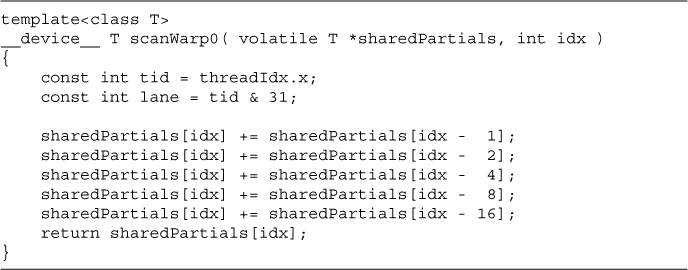 template<class T>
__device__ T scanWarp0( volatile T *sharedPartials, int idx )
{
    const int tid = threadIdx.x;
    const int lane = tid & 31;

    sharedPartials[idx] += sharedPartials[idx -  1];
    sharedPartials[idx] += sharedPartials[idx -  2];
    sharedPartials[idx] += sharedPartials[idx -  4];
    sharedPartials[idx] += sharedPartials[idx -  8];
    sharedPartials[idx] += sharedPartials[idx - 16];
    return sharedPartials[idx];
}